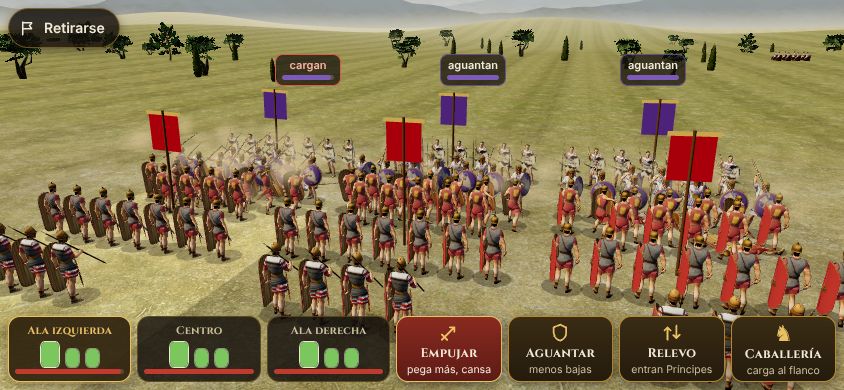 Retirarse
cargan
aguantan
aguantan
ALA IZQUIERDA
CENTRO
ALA DERECHA
EMPUJAR
pega más, cansa
AGUANTAR
menos bajas
RELEVO
entran Príncipes
CABALLERÍA
carga al flanco